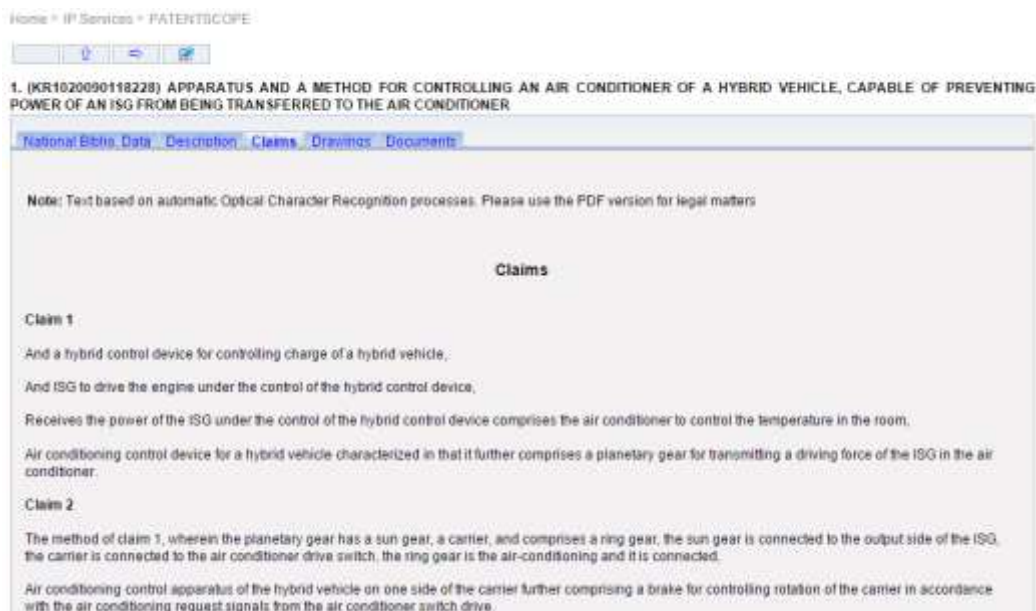 Home IP Services PATENTSCOPE
1. (KR1020090118228) APPARATUS AND A METHOD FOR CONTROLLING AN AIR CONDITIONER OF A HYBRID VEHICLE, CAPABLE OF PREVENTING
POWER OF AN ISG FROM BEING TRANSFERRED TO THE AIR CONDITIONER
National Biblio. Data Description Claims Drawings Documents
Note: Text based on automatic Optical Character Recognition processes. Please use the PDF version for legal matters
Claims
Claim 1
And a hybrid control device for controlling charge of a hybrid vehicle,
And ISG to drive the engine under the control of the hybrid control device,
Receives the power of the ISG under the control of the hybrid control device comprises the air conditioner to control the temperature in the room.
Air conditioning control device for a hybrid vehicle characterized in that it further comprises a planetary gear for transmitting a driving force of the ISG in the air
conditioner.
Claim 2
The method of claim 1, wherein the planetary gear has a sun gear, a carrier, and comprises a ring gear, the sun gear is connected to the output side of the ISG,
the carrier is connected to the air conditioner drive switch, the ring gear is the air-conditioning and it is connected,
Air conditioning control apparatus of the hybrid vehicle on one side of the carrier further comprising a brake for controlling rotation of the carrier in accordance
with the air conditioning request signals from the air conditioner switch drive.